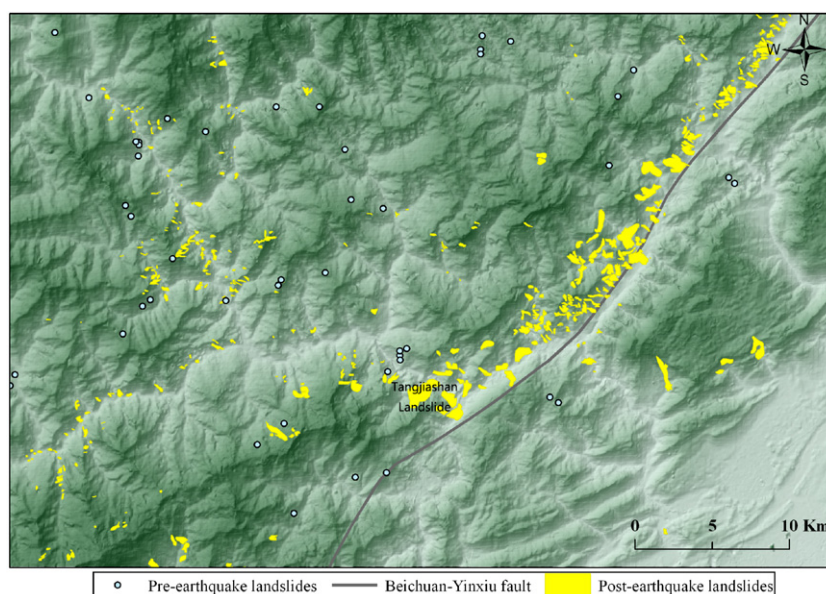 N
W
S
Tangjiashan
Landslide
0 5 10 Km
Pre-earthquake landslides Beichuan-Yinxiu fault Post-earthquake landslides